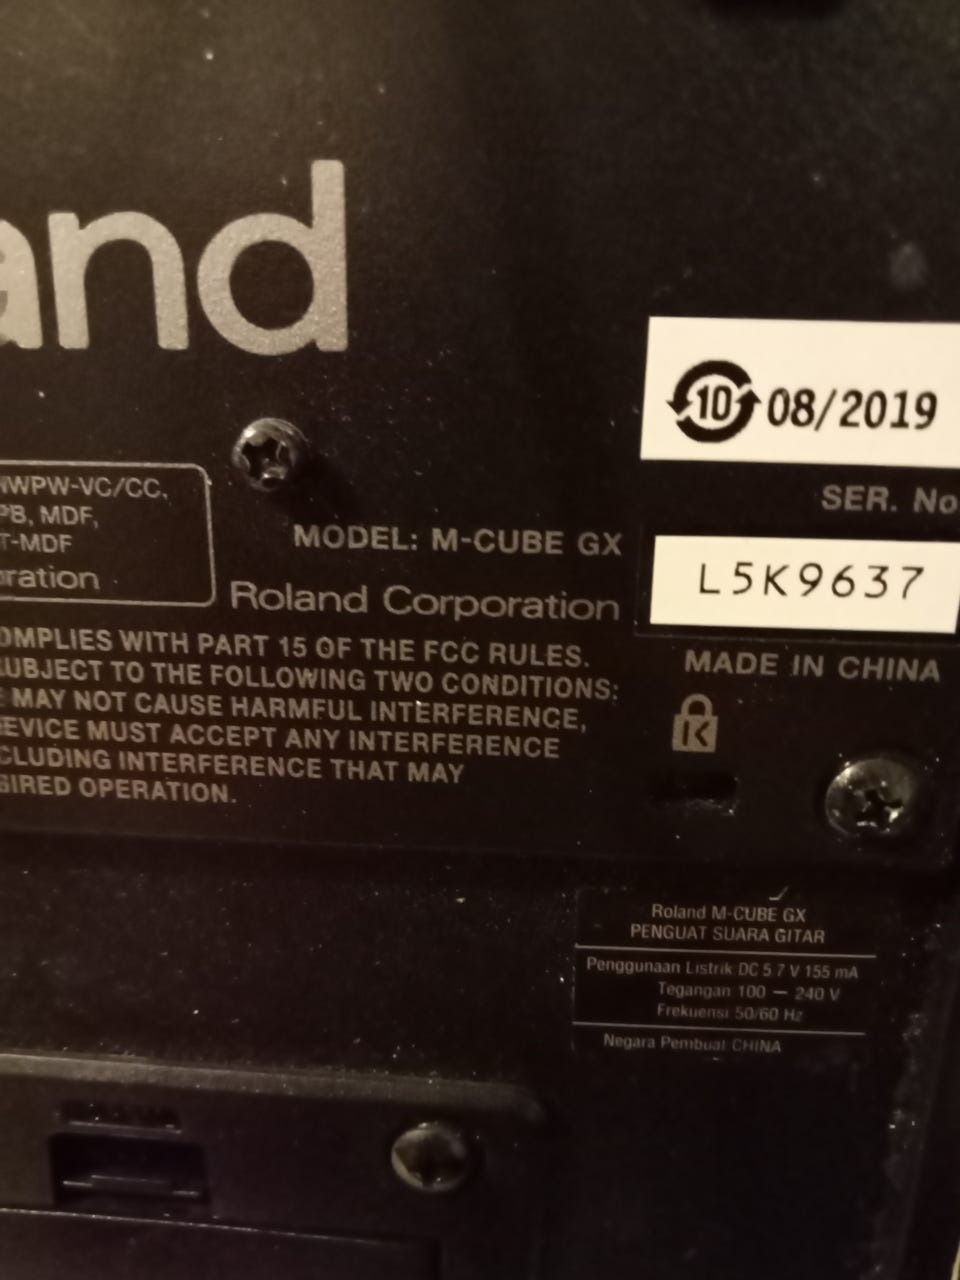 and
10 08/2019
SER. No
NWPW-VC/CC,
PB, MDF,
T-MDF
ration
MODEL: M-CUBE GX
L5K9637
Roland Corporation
OMPLIES WITH PART 15 OF THE FCC RULES.
UBJECT TO THE FOLLOWING TWO CONDITIONS:
MAY NOT CAUSE HARMFUL INTERFERENCE,
EVICE MUST ACCEPT ANY INTERFERENCE
CLUDING INTERFERENCE THAT MAY
SIRED OPERATION.
MADE IN CHINA
K
Roland M-CUBE GX
PENGUAT SUARA GITAR
Penggunaan Listrik DC 5.7 V 155 mA
Tegangan 100 — 240 V
Frekuensi 50/60 Hz
Negara Pembuat CHINA